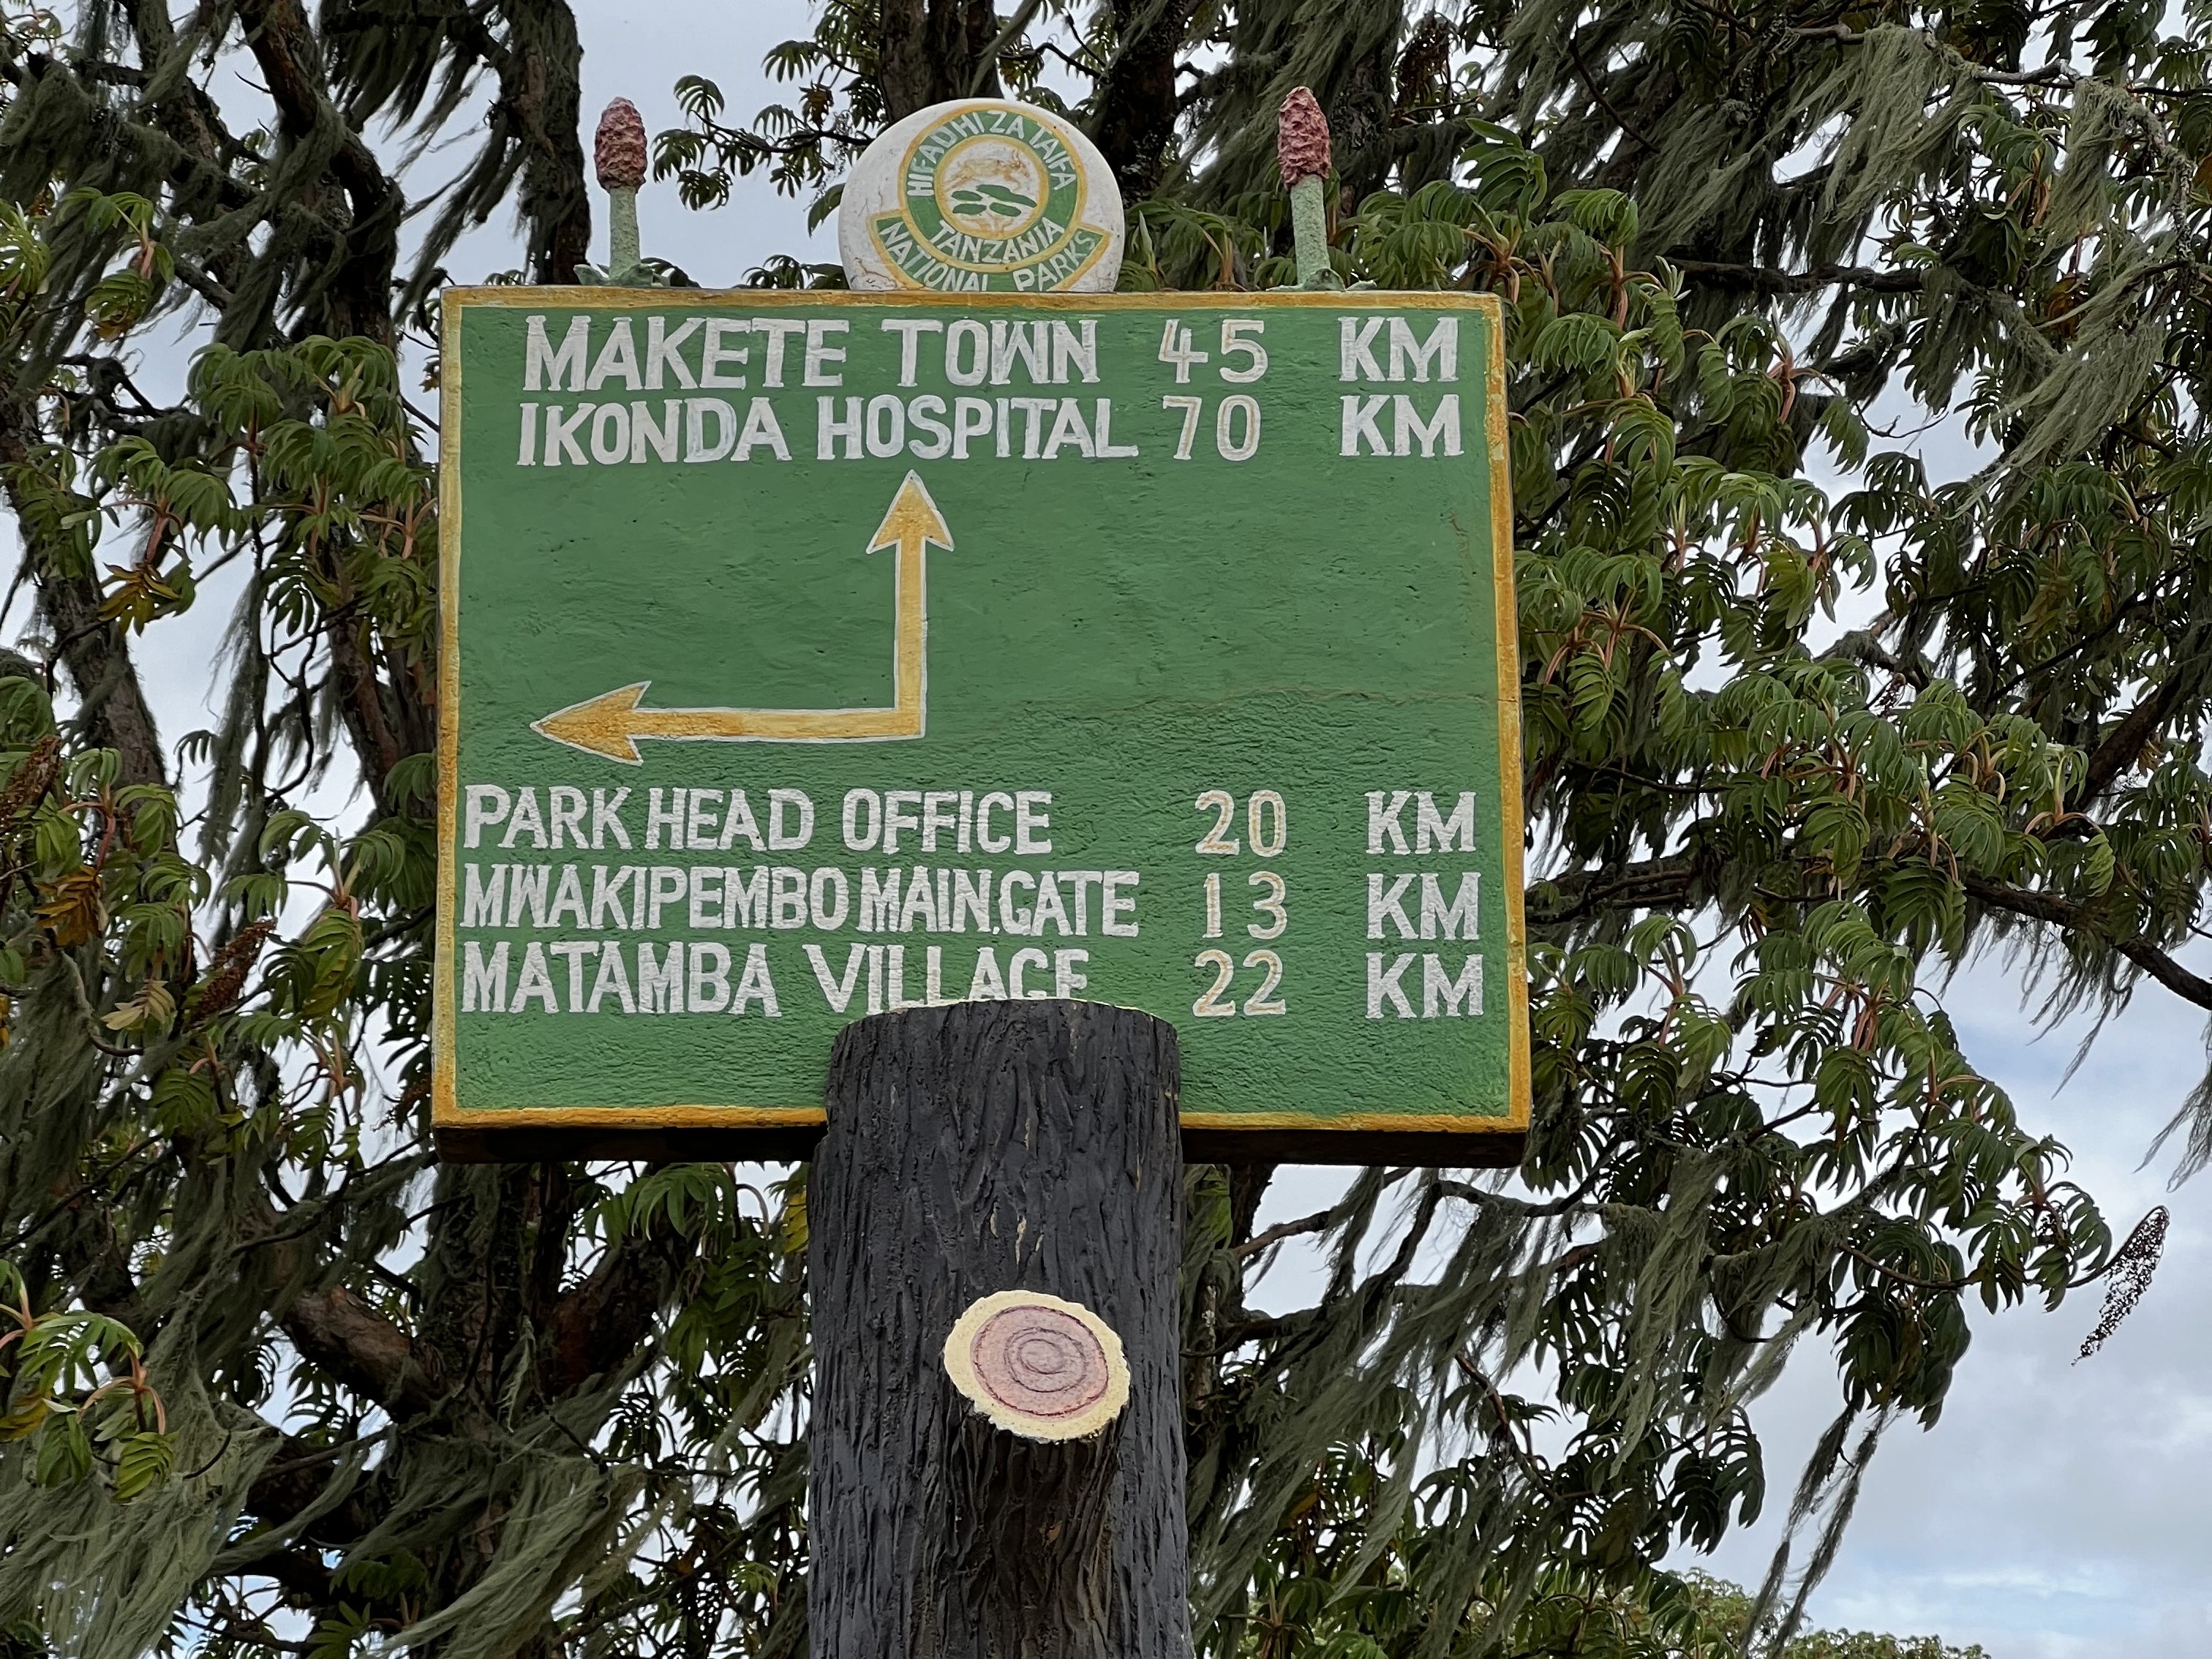 HIFADHI ZA TAIFA
TANZANIA
NATIONAL PARKS
MAKETE TOWN 45 KM
IKONDA HOSPITAL 70 KM
PARK HEAD OFFICE 20 KM
MWAKIPEMBO MAIN.GATE 13 KM
MATAMBA VILLAGE 22 KM